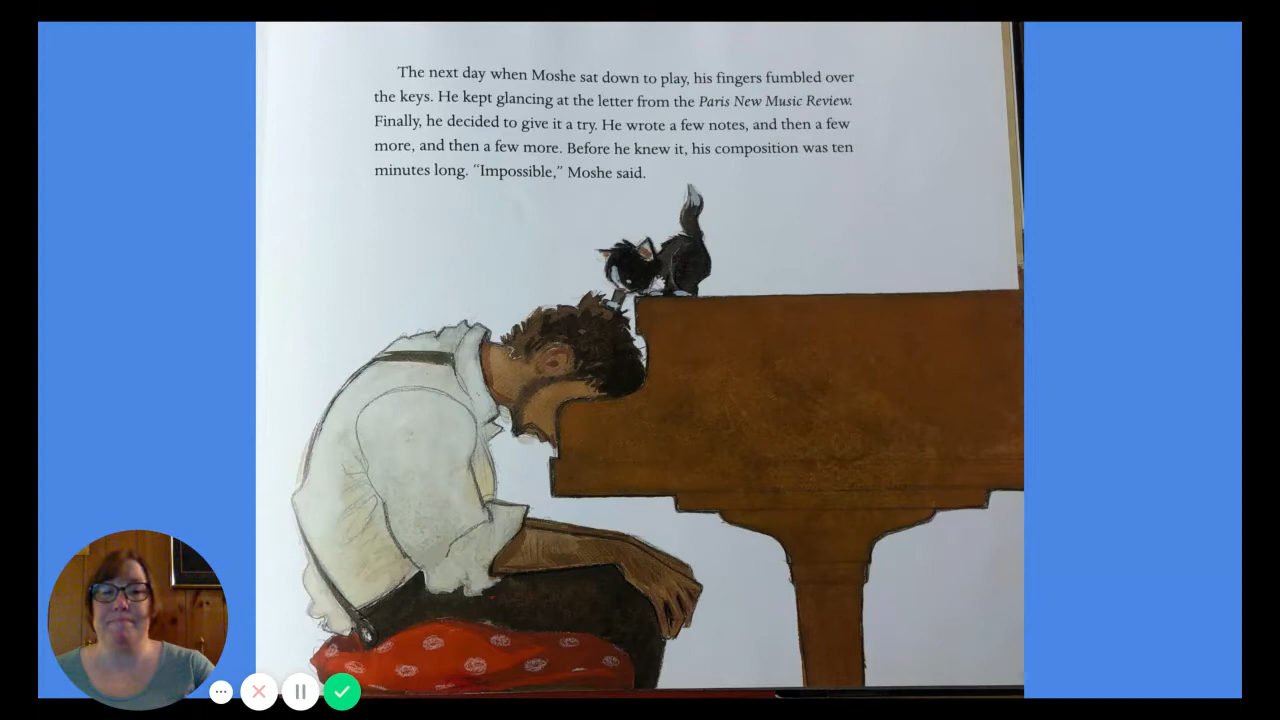 The next day when Moshe sat down to play, his fingers fumbled over
the keys. He kept glancing at the letter from the Paris New Music Review.
Finally, he decided to give it a try. He wrote a few notes, and then a few
more, and then a few more. Before he knew it, his composition was ten
minutes long. “Impossible,” Moshe said.